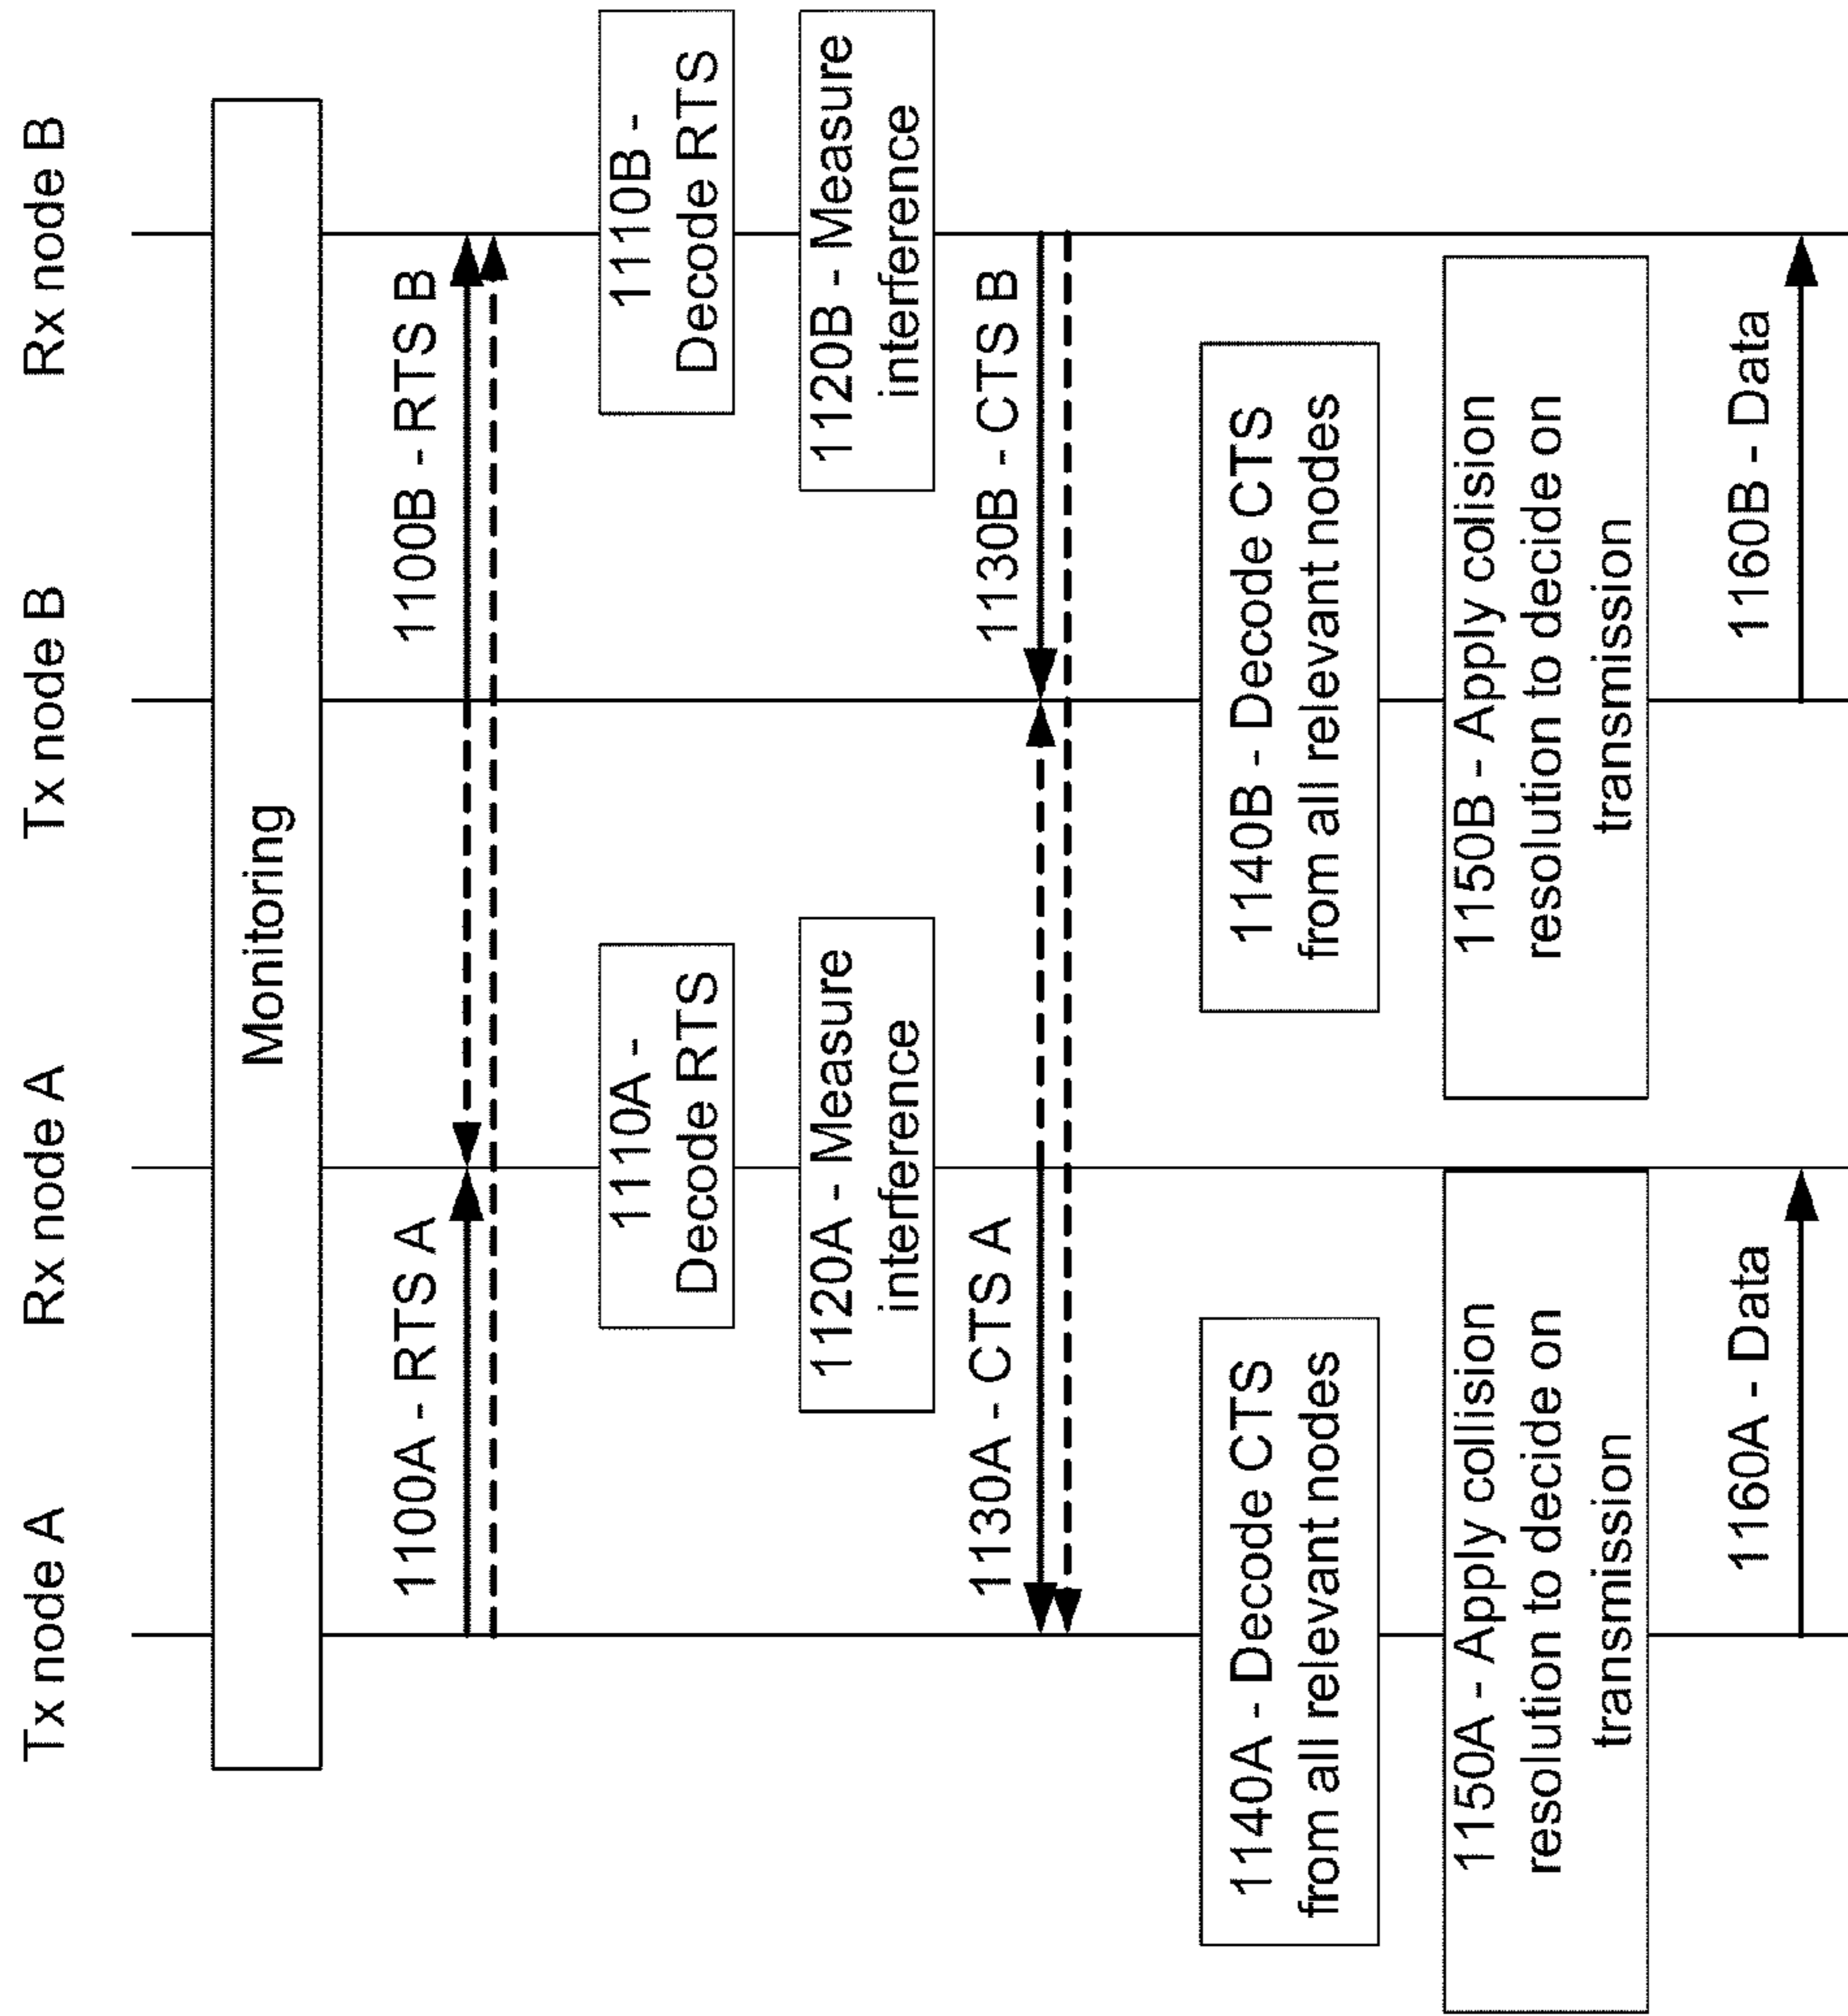 Tx node A
Rx node A
Tx node B
Rx node B
Monitoring
1100A - RTS A
1100B - RTS B
1110A -
Decode RTS
1110B -
Decode RTS
1120A - Measure
interference
1120B - Measure
interference
1130A - CTS A
1130B - CTS B
1140A - Decode CTS
from all relevant nodes
1140B - Decode CTS
from all relevant nodes
1150A - Apply collision
resolution to decide on
transmission
1150B - Apply colision
resolution to decide on
transmission
1160A - Data
1160B - Data